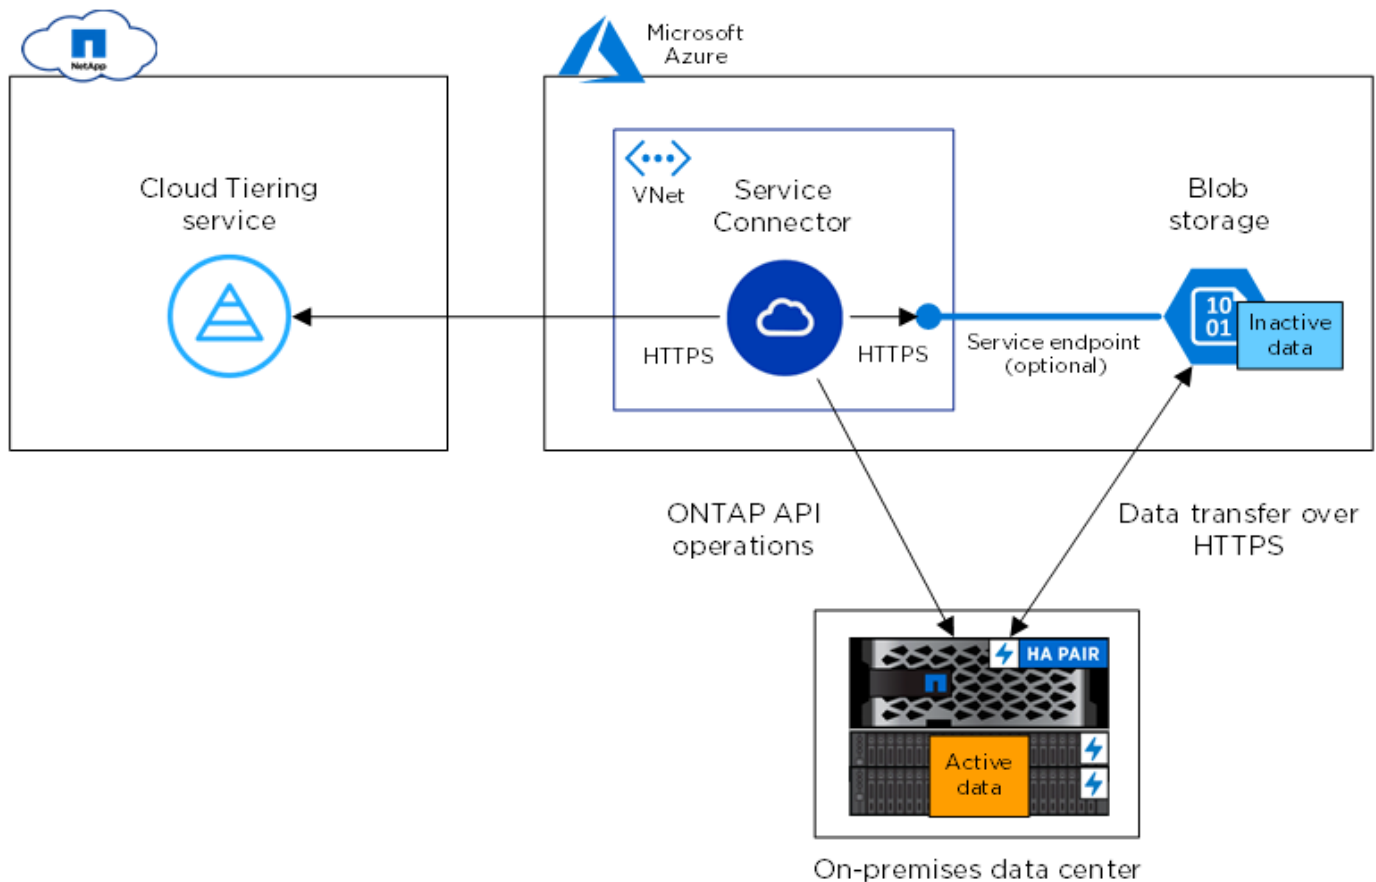 NetApp
Microsoft
Azure
Cloud Tiering
service
VNet
Service
Connector
Blob
storage
HTTPS
HTTPS
Service endpoint
(optional)
10
01
Inactive
data
ONTAP API
operations
Data transfer over
HTTPS
HA PAIR
Active
data
On-premises data center